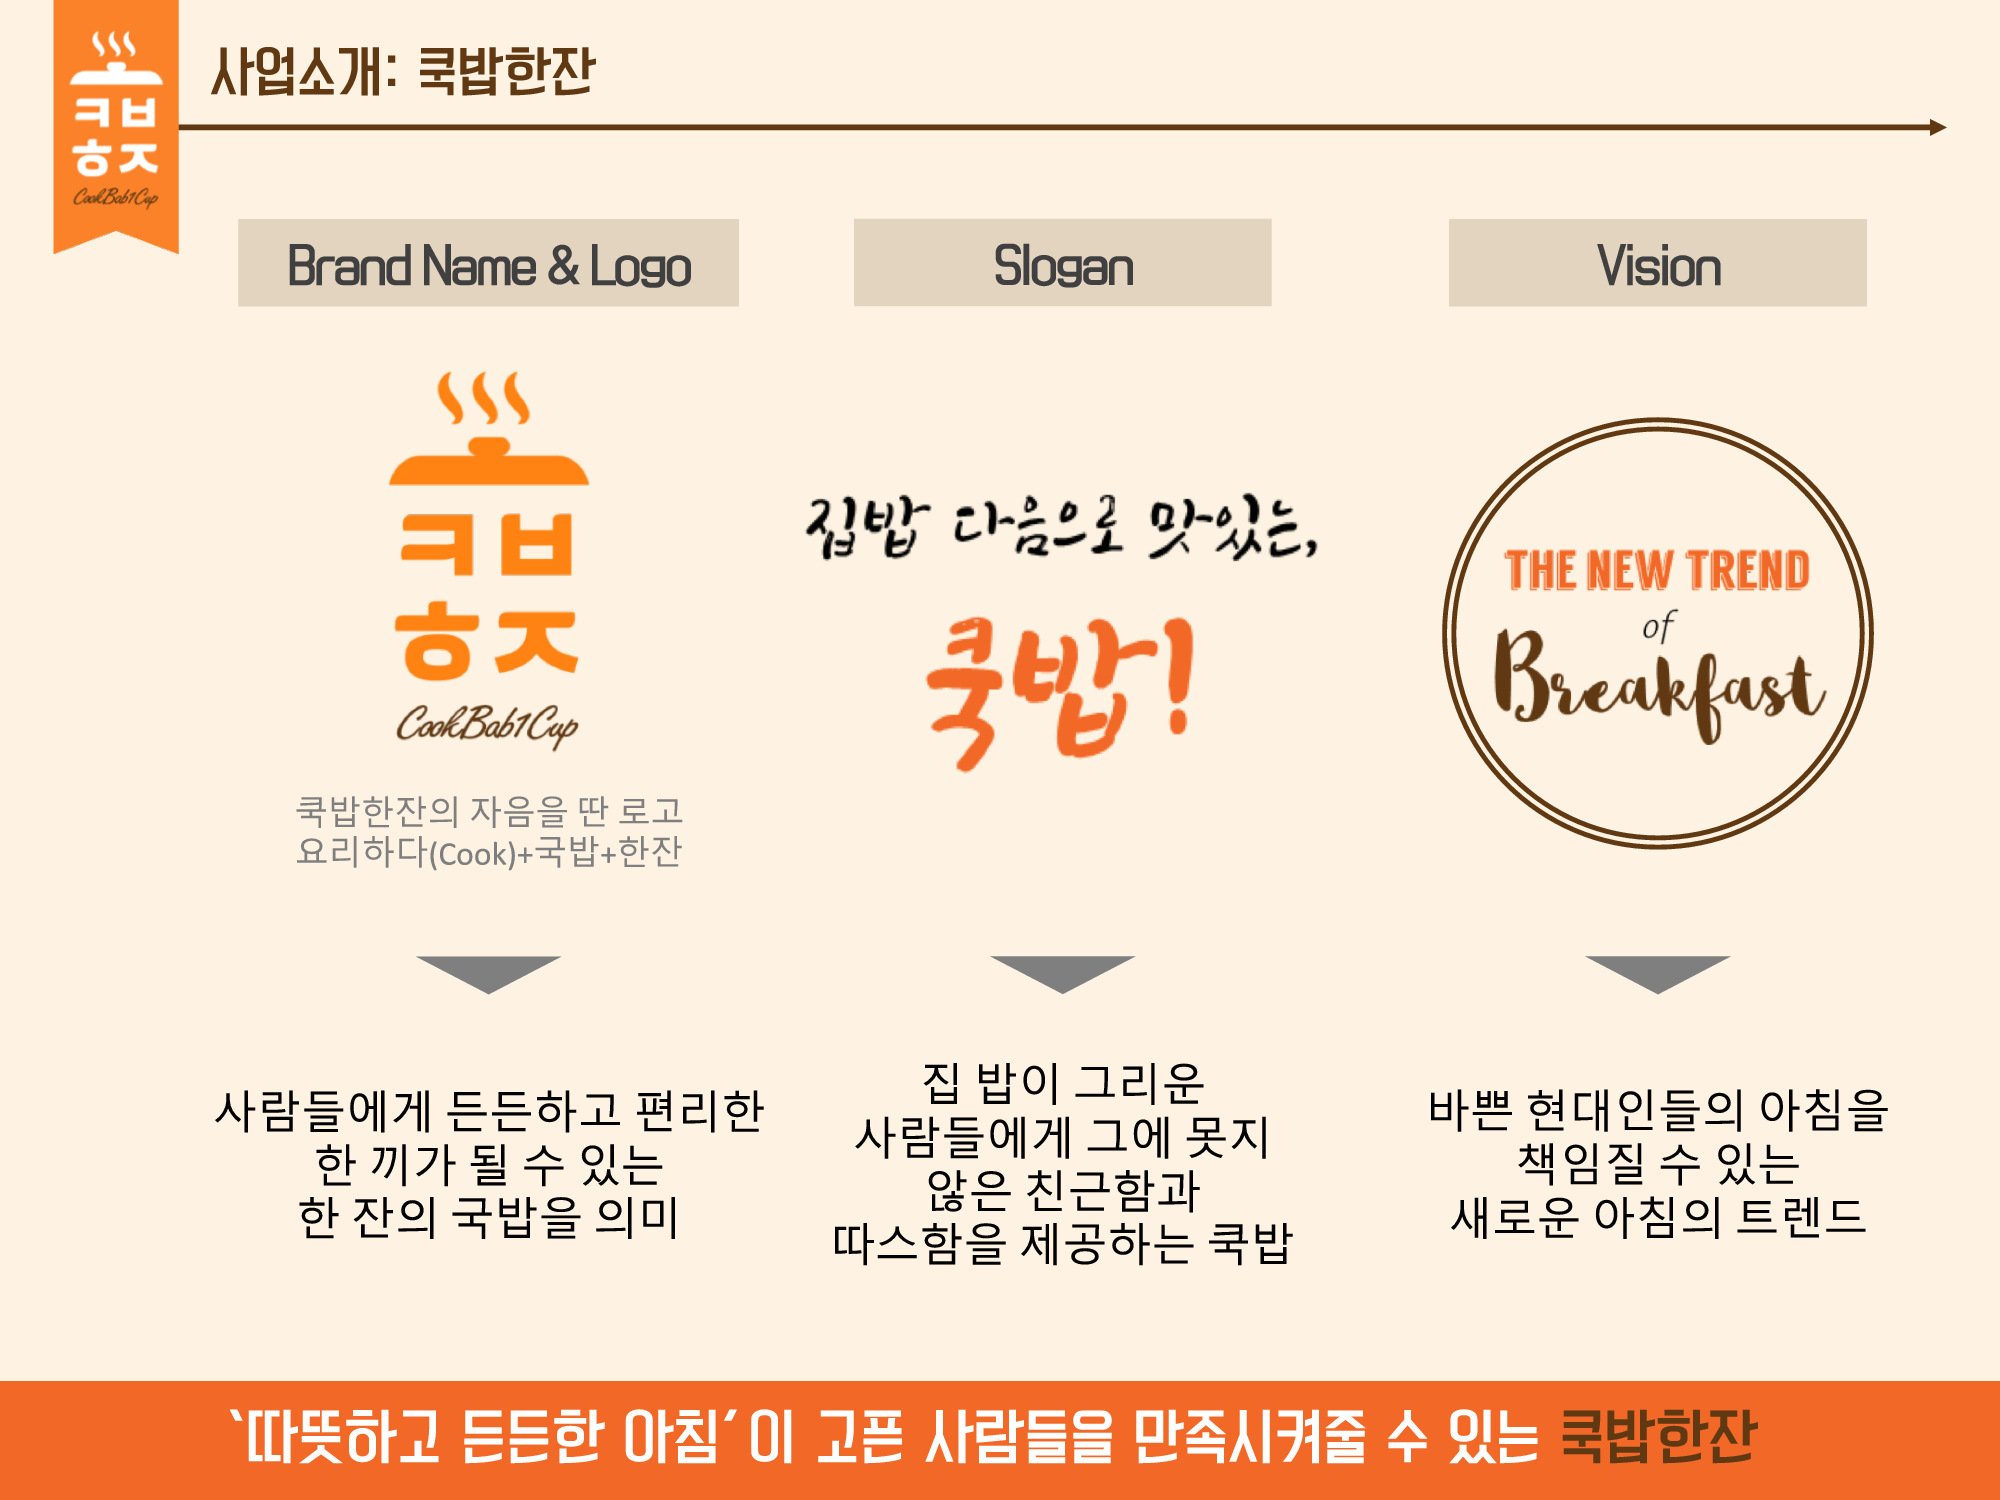 ㅋㅂ
ㅎㅈ
CookBab1Cup
사업소개: 쿡밥한잔
Brand Name & Logo
ㅋㅂ
ㅎㅈ
CookBab1Cup
쿡밥한잔의 자음을 딴 로고
요리하다(Cook)+국밥+한잔
사람들에게 든든하고 편리한
한 끼가 될 수 있는
한 잔의 국밥을 의미
Slogan
집밥 다음으로 맛있는,
쿡밥!
집 밥이 그리운
사람들에게 그에 못지
않은 친근함과
따스함을 제공하는 쿡밥
Vision
THE NEW TREND
of
Breakfast
바쁜 현대인들의 아침을
책임질 수 있는
새로운 아침의 트렌드
‘따뜻하고 든든한 아침’이 고픈 사람들을 만족시켜줄 수 있는 쿡밥한잔